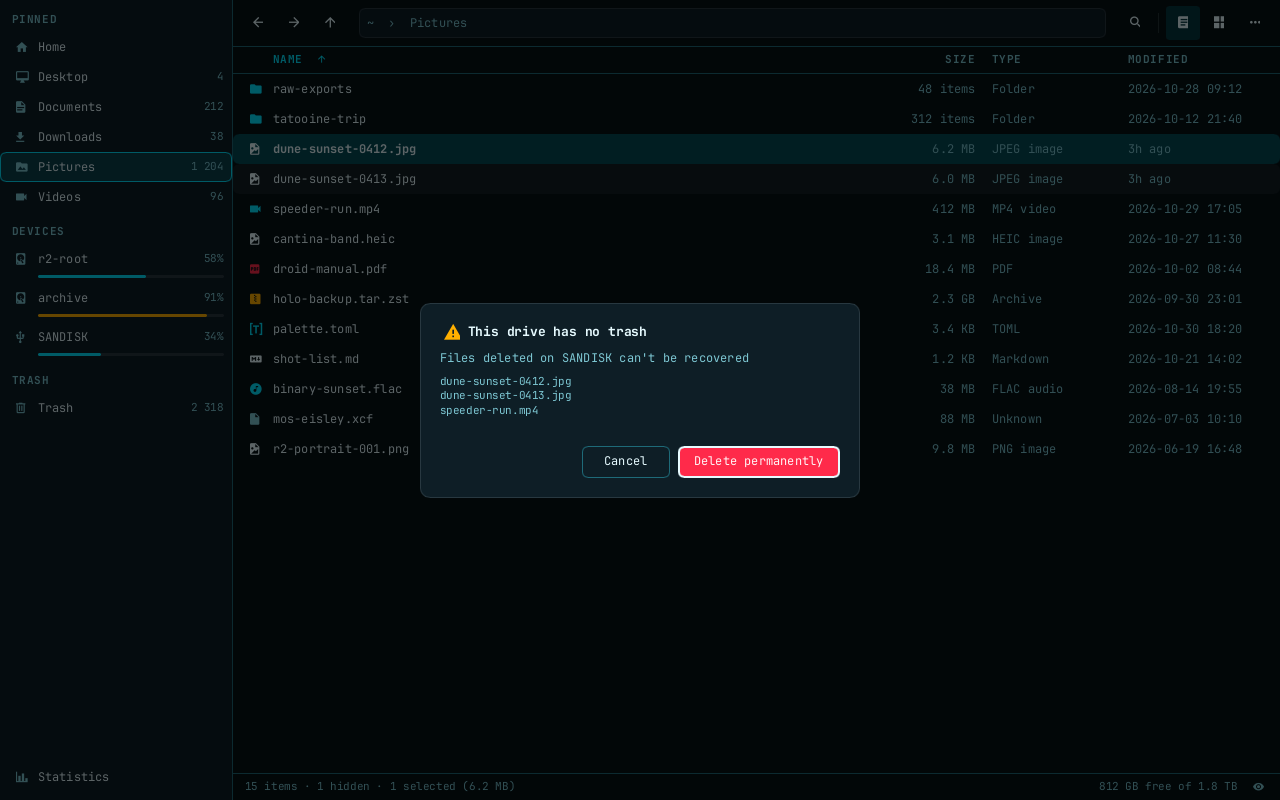 PINNED
Home
Desktop 4
Documents 212
Downloads 38
Pictures 1 204
Videos 96
DEVICES
r2-root 58%
archive 91%
SANDISK 34%
TRASH
Trash 2 318
Statistics
~ › Pictures
NAME ↑ SIZE TYPE MODIFIED
raw-exports 48 items Folder 2026-10-28 09:12
tatooine-trip 312 items Folder 2026-10-12 21:40
dune-sunset-0412.jpg 6.2 MB JPEG image 3h ago
dune-sunset-0413.jpg 6.0 MB JPEG image 3h ago
speeder-run.mp4 412 MB MP4 video 2026-10-29 17:05
cantina-band.heic 3.1 MB HEIC image 2026-10-27 11:30
droid-manual.pdf 18.4 MB PDF 2026-10-02 08:44
holo-backup.tar.zst 2.3 GB Archive 2026-09-30 23:01
palette.toml 3.4 KB TOML 2026-10-30 18:20
shot-list.md 1.2 KB Markdown 2026-10-21 14:02
binary-sunset.flac 38 MB FLAC audio 2026-08-14 19:55
mos-eisley.xcf 88 MB Unknown 2026-07-03 10:10
r2-portrait-001.png 9.8 MB PNG image 2026-06-19 16:48
This drive has no trash
Files deleted on SANDISK can't be recovered
dune-sunset-0412.jpg
dune-sunset-0413.jpg
speeder-run.mp4
Cancel Delete permanently
15 items · 1 hidden · 1 selected (6.2 MB) 812 GB free of 1.8 TB